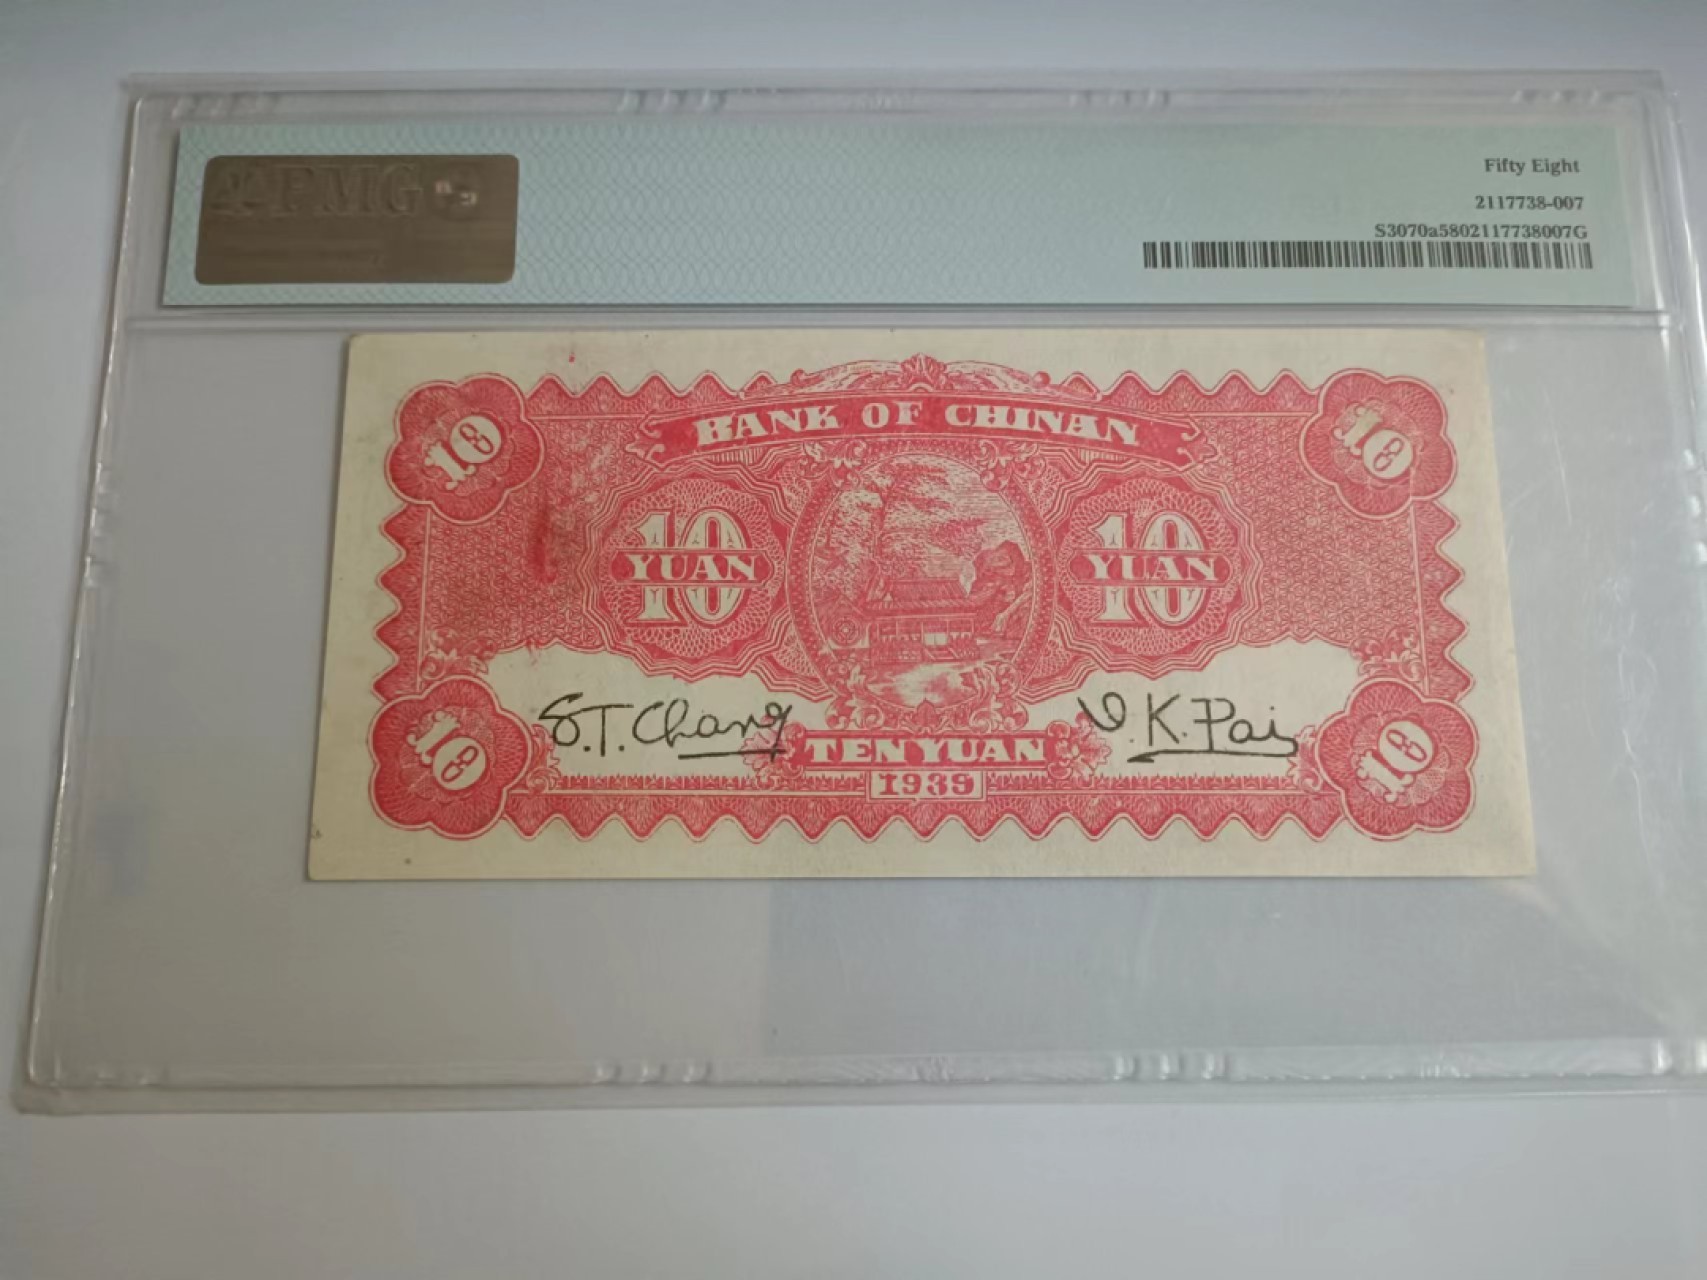 PMG
Fifty Eight
2117738-007
S3070a5802117738007G
10 BANK OF CHINAN 10
10 YUAN 10 YUAN
S.T. Chang V.K. Pai
10 TEN YUAN 10
1939